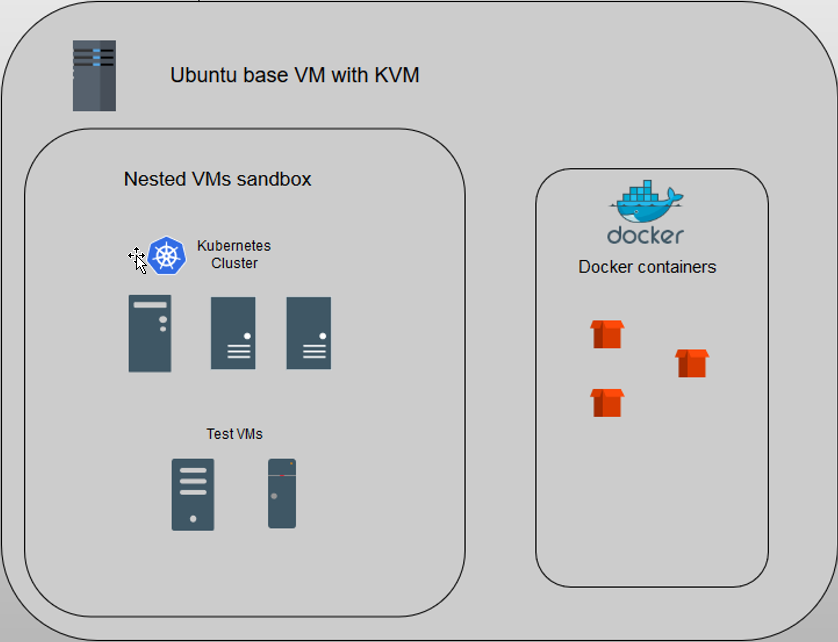 Ubuntu base VM with KVM
Nested VMs sandbox
Kubernetes
Cluster
Test VMs
docker
Docker containers